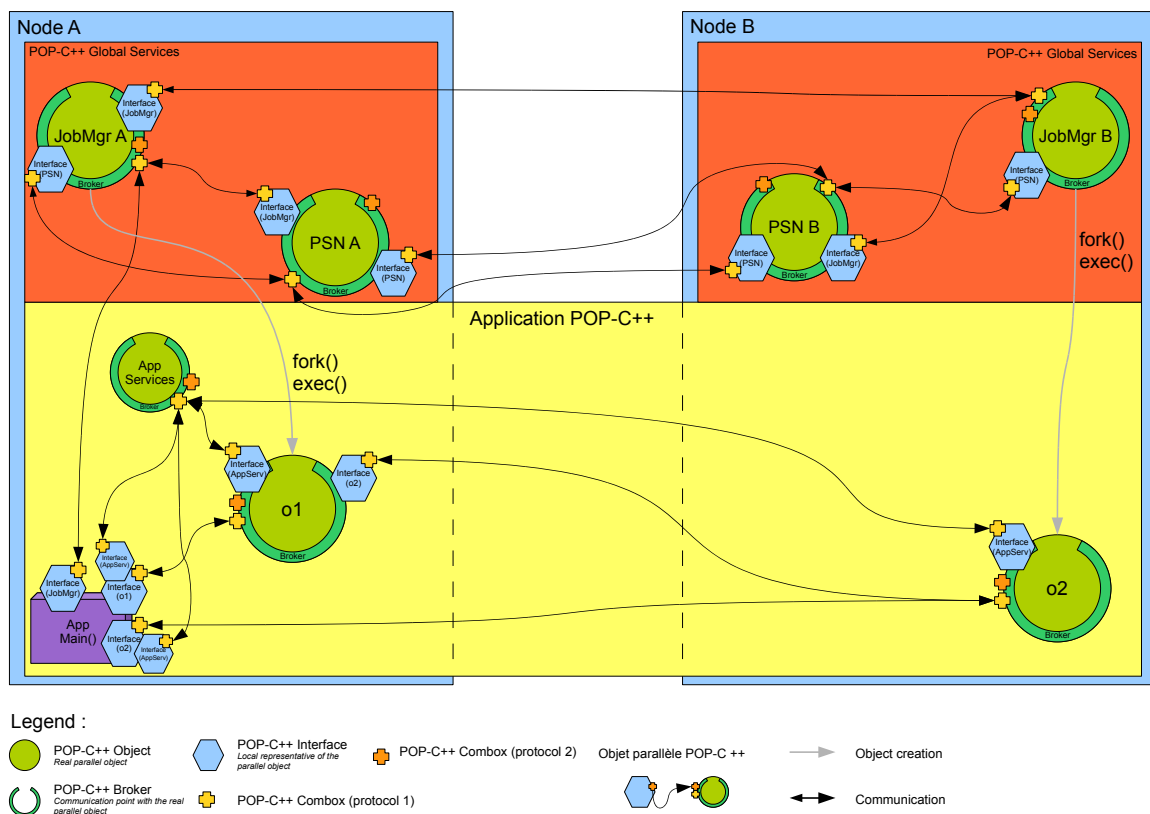 Node A
Node B
POP-C++ Global Services
POP-C++ Global Services
Interface
(JobMgr)
JobMgr A
Interface
(PSN)
Broker
Interface
(JobMgr)
PSN A
Interface
(PSN)
Broker
JobMgr B
Interface
(PSN)
Broker
PSN B
Interface
(PSN)
Interface
(JobMgr)
Broker
fork()
exec()
Application POP-C++
App
Services
Broker
fork()
exec()
Interface
(AppServ)
Interface
(o2)
o1
Broker
Interface
(AppServ)
o2
Broker
Interface
(AppServ)
Interface
(JobMgr)
Interface
(o1)
App
Main()
Interface
(o2)
Interface
(AppServ)
Legend :
POP-C++ Object
Real parallel object
POP-C++ Interface
Local representative of the
parallel object
POP-C++ Combox (protocol 2)
Objet parallèle POP-C ++
Object creation
POP-C++ Broker
Communication point with the real
parallel object
POP-C++ Combox (protocol 1)
Communication